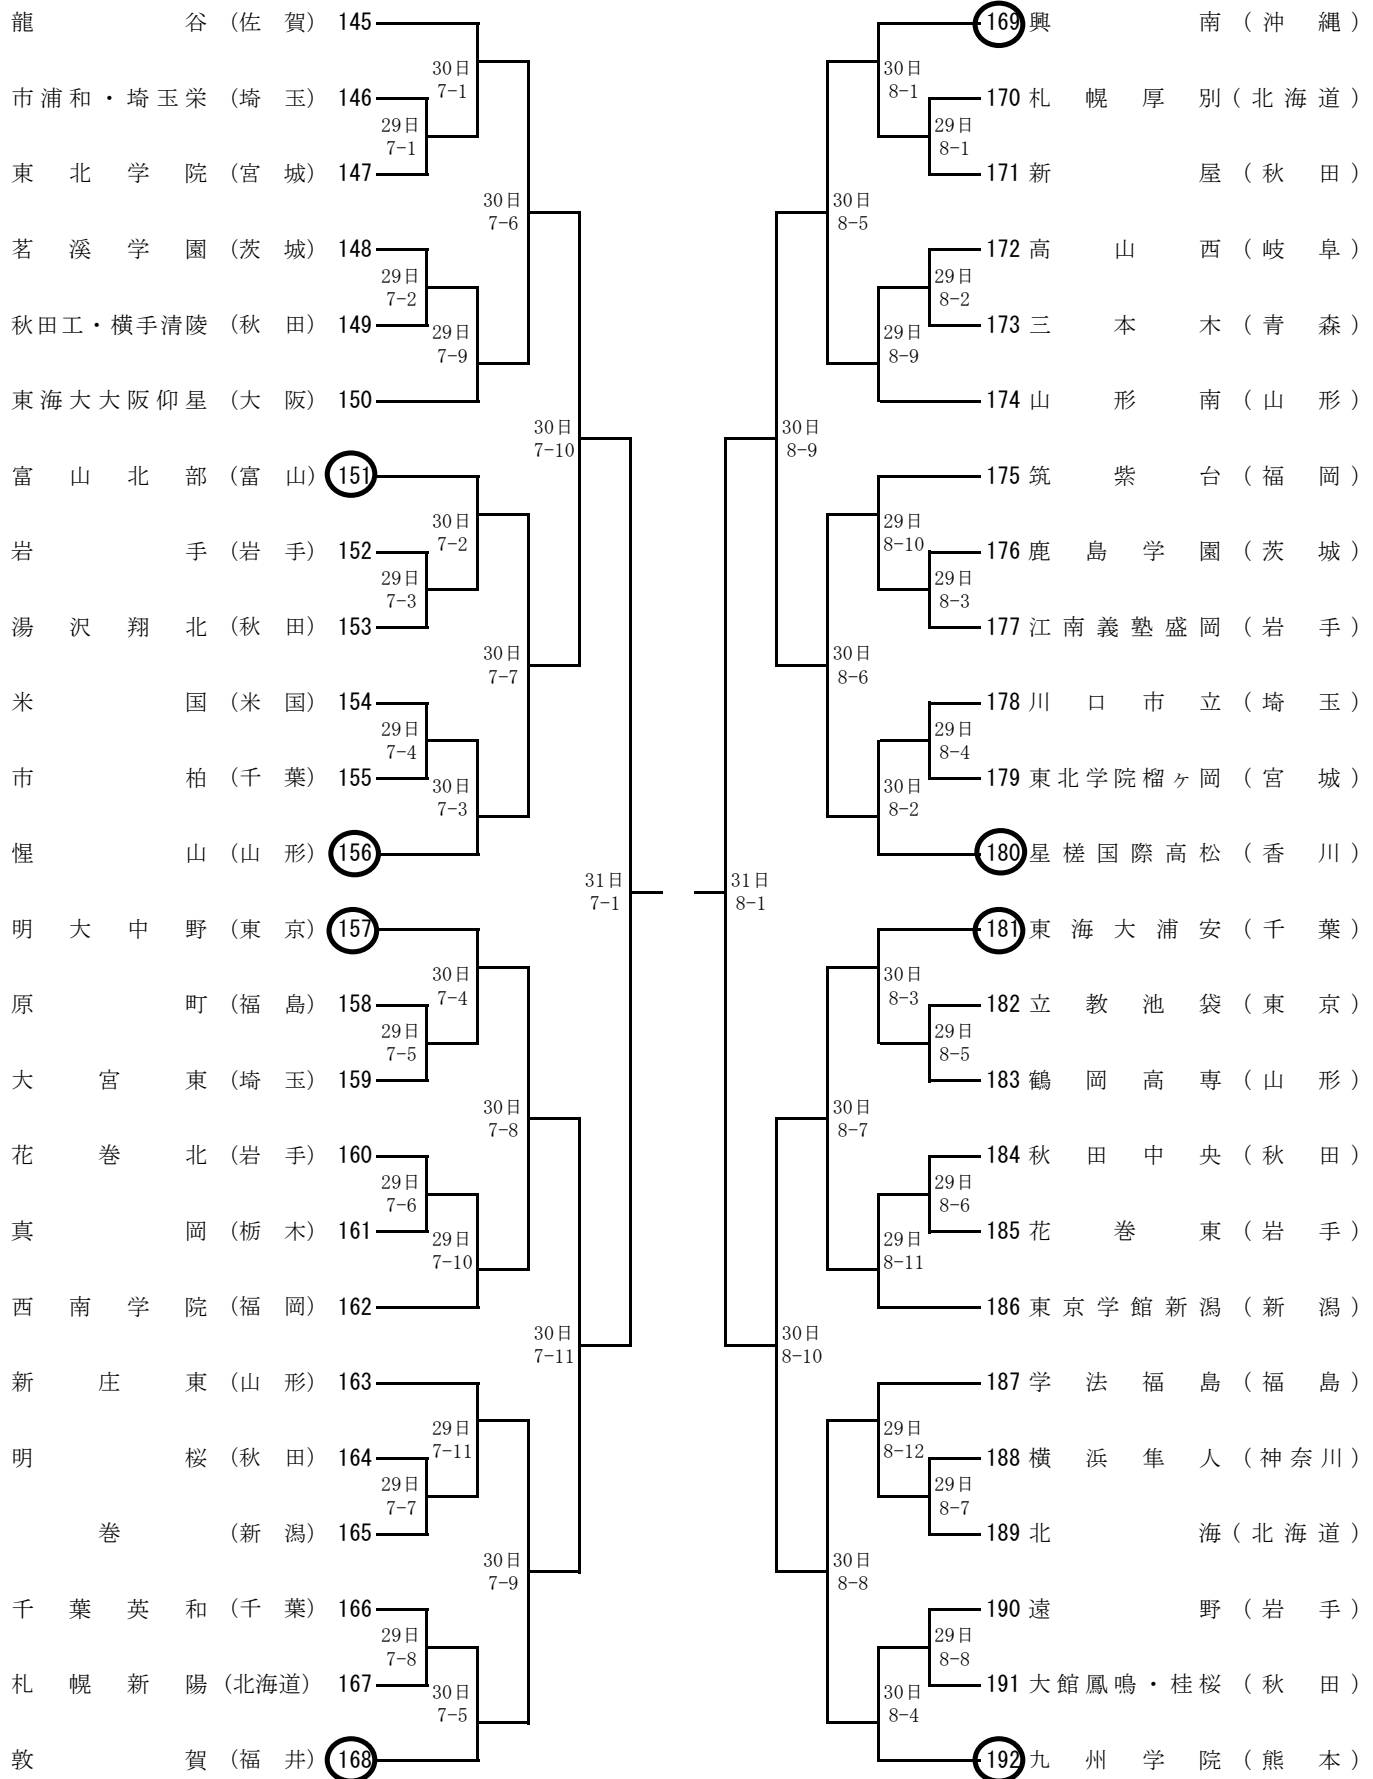 龍谷（佐賀）145
30日
7-1
市浦和・埼玉栄（埼玉）146
29日
7-1
東北学院（宮城）147
30日
7-6
茗溪学園（茨城）148
29日
7-2
秋田工・横手清陵（秋田）149
29日
7-9
東海大大阪仰星（大阪）150
30日
7-10
富山北部（富山）151
30日
7-2
岩手（岩手）152
29日
7-3
湯沢翔北（秋田）153
30日
7-7
米国（米国）154
29日
7-4
市柏（千葉）155
30日
7-3
惺山（山形）156
31日
7-1
明大中野（東京）157
30日
7-4
原町（福島）158
29日
7-5
大宮東（埼玉）159
30日
7-8
花巻北（岩手）160
29日
7-6
真岡（栃木）161
29日
7-10
西南学院（福岡）162
30日
7-11
新庄東（山形）163
29日
7-11
明桜（秋田）164
29日
7-7
巻（新潟）165
30日
7-9
千葉英和（千葉）166
29日
7-8
札幌新陽（北海道）167
30日
7-5
敦賀（福井）168
169 興南（沖縄）
30日
8-1
170 札幌厚別（北海道）
29日
8-1
171 新屋（秋田）
30日
8-5
172 高山西（岐阜）
29日
8-2
173 三本木（青森）
29日
8-9
174 山形南（山形）
30日
8-9
175 筑紫台（福岡）
29日
8-10
176 鹿島学園（茨城）
29日
8-3
177 江南義塾盛岡（岩手）
30日
8-6
178 川口市立（埼玉）
29日
8-4
179 東北学院榴ヶ岡（宮城）
30日
8-2
180 星槎国際高松（香川）
31日
8-1
181 東海大浦安（千葉）
30日
8-3
182 立教池袋（東京）
29日
8-5
183 鶴岡高専（山形）
30日
8-7
184 秋田中央（秋田）
29日
8-6
185 花巻東（岩手）
29日
8-11
186 東京学館新潟（新潟）
30日
8-10
187 学法福島（福島）
29日
8-12
188 横浜隼人（神奈川）
29日
8-7
189 北海（北海道）
30日
8-8
190 遠野（岩手）
29日
8-8
191 大館鳳鳴・桂桜（秋田）
30日
8-4
192 九州学院（熊本）